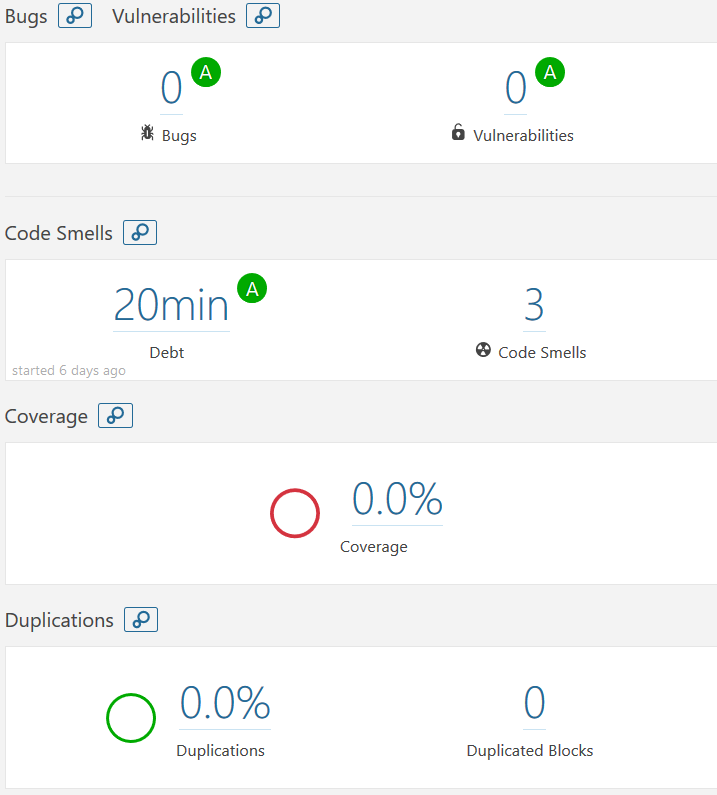 Bugs Vulnerabilities
0 A 0 A
Bugs Vulnerabilities
Code Smells
20min A 3
Debt Code Smells
started 6 days ago
Coverage
0.0%
Coverage
Duplications
0.0% 0
Duplications Duplicated Blocks